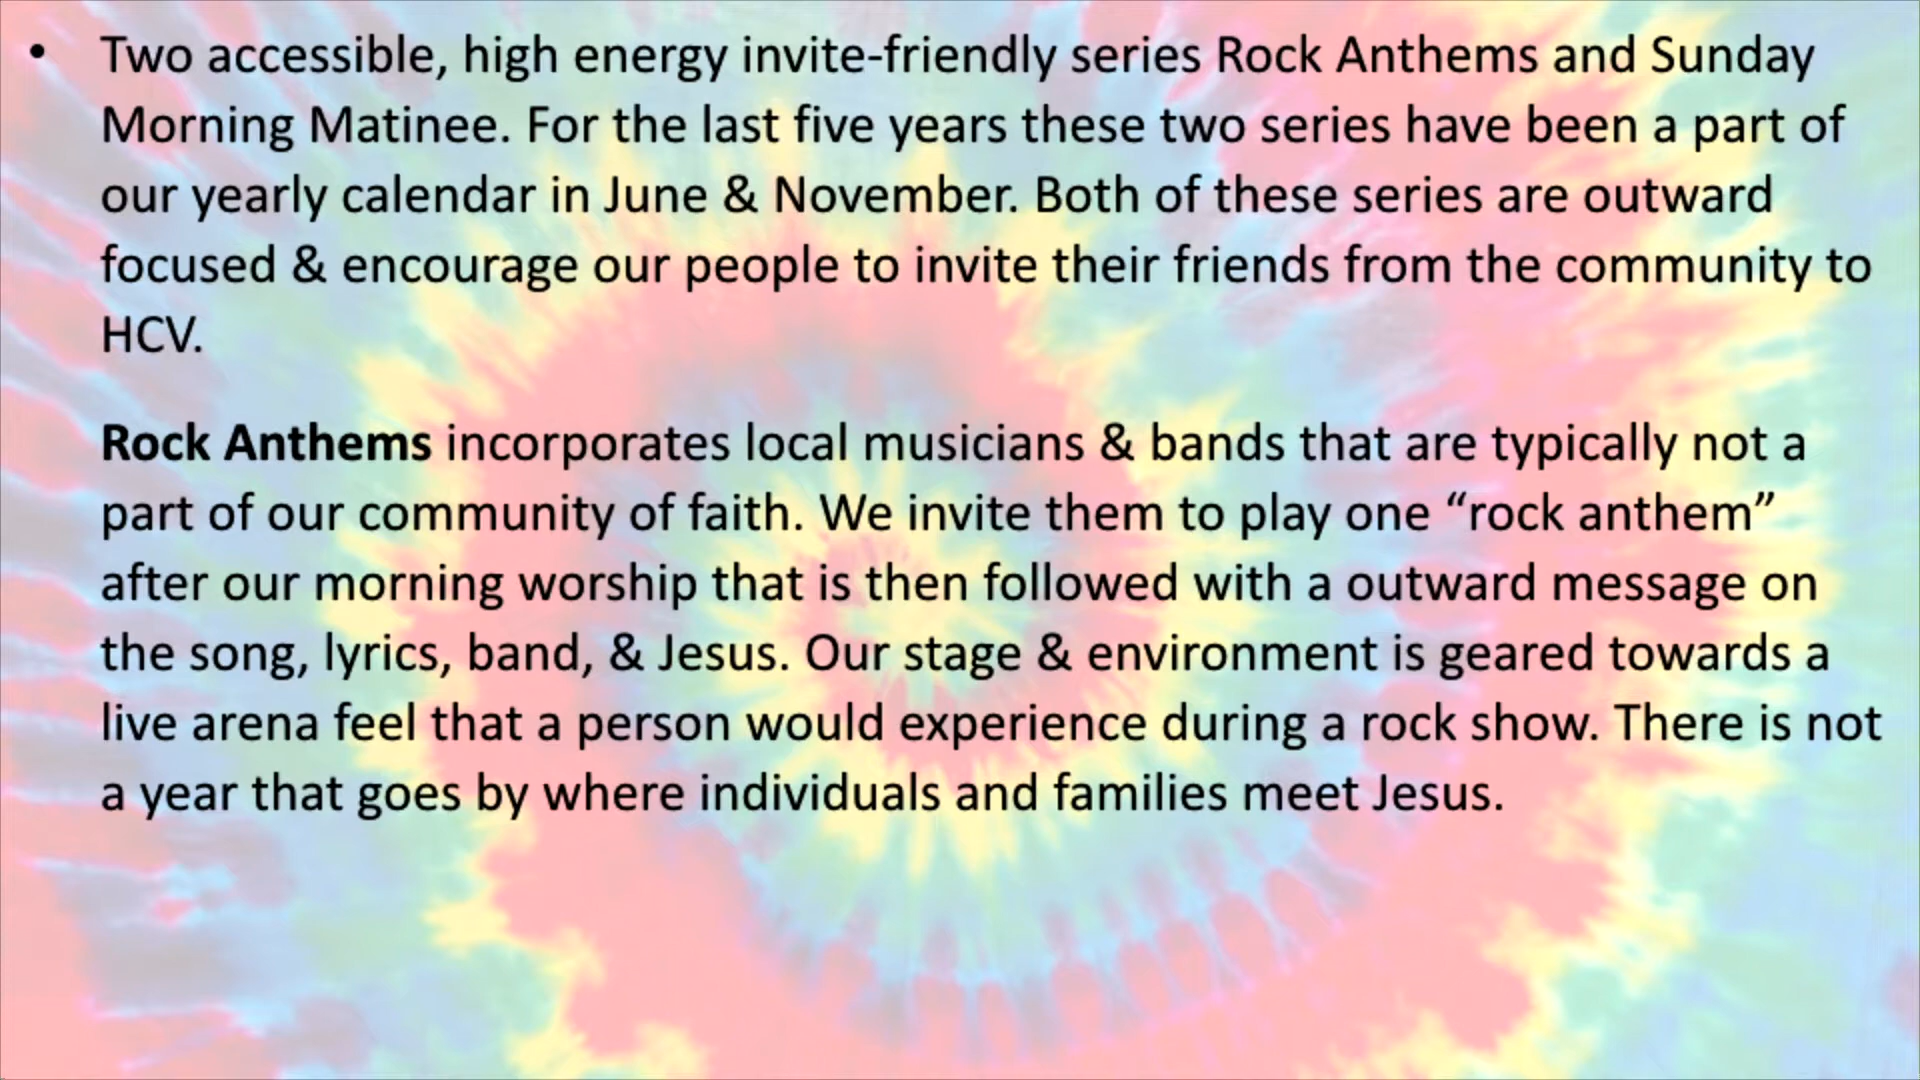 • Two accessible, high energy invite-friendly series Rock Anthems and Sunday
Morning Matinee. For the last five years these two series have been a part of
our yearly calendar in June & November. Both of these series are outward
focused & encourage our people to invite their friends from the community to
HCV.
Rock Anthems incorporates local musicians & bands that are typically not a
part of our community of faith. We invite them to play one “rock anthem”
after our morning worship that is then followed with a outward message on
the song, lyrics, band, & Jesus. Our stage & environment is geared towards a
live arena feel that a person would experience during a rock show. There is not
a year that goes by where individuals and families meet Jesus.